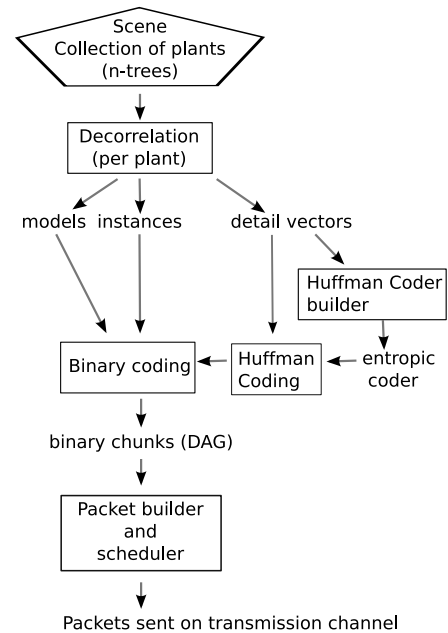 Scene
Collection of plants
(n-trees)
Decorrelation
(per plant)
models instances detail vectors
Huffman Coder
builder
Binary coding
Huffman
Coding
entropic
coder
binary chunks (DAG)
Packet builder
and
scheduler
Packets sent on transmission channel